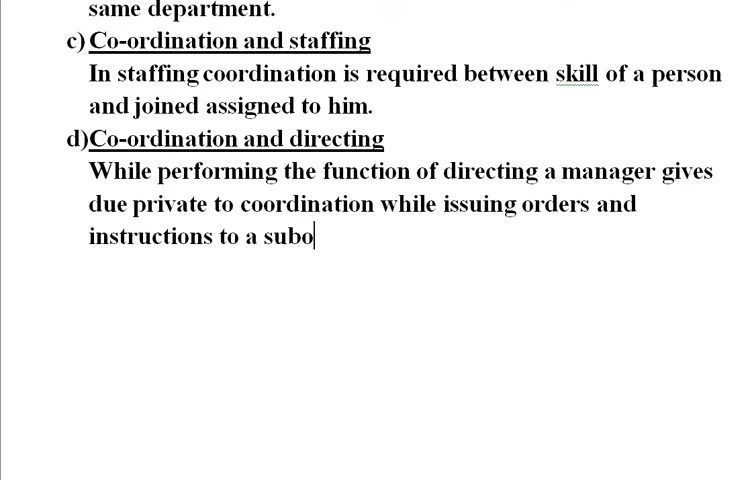 same department.
c) Co-ordination and staffing
In staffing coordination is required between skill of a person
and joined assigned to him.
d)Co-ordination and directing
While performing the function of directing a manager gives
due private to coordination while issuing orders and
instructions to a subo